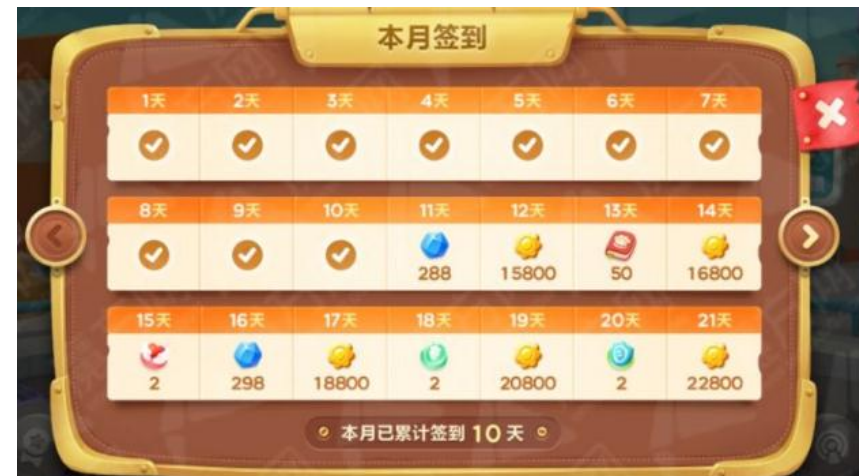 本月签到
1天 2天 3天 4天 5天 6天 7天
8天 9天 10天 11天 12天 13天 14天
288 15800 50 16800
15天 16天 17天 18天 19天 20天 21天
2 298 18800 2 20800 2 22800
本月已累计签到 10 天